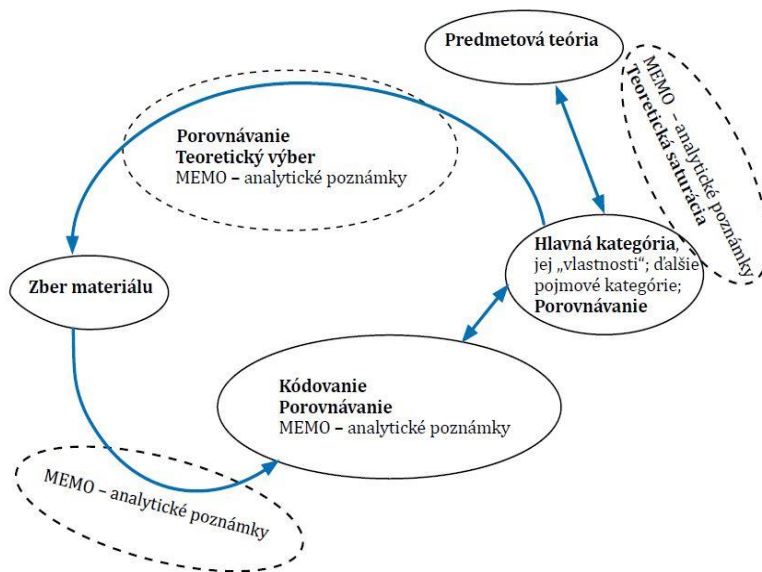 Predmetová teória
MEMO – analytické poznámky
Teoretická saturácia
Porovnávanie
Teoretický výber
MEMO – analytické poznámky
Hlavná kategória,
jej „vlastnosti“; ďalšie
pojmové kategórie;
Porovnávanie
Zber materiálu
Kódovanie
Porovnávanie
MEMO – analytické poznámky
MEMO – analytické poznámky